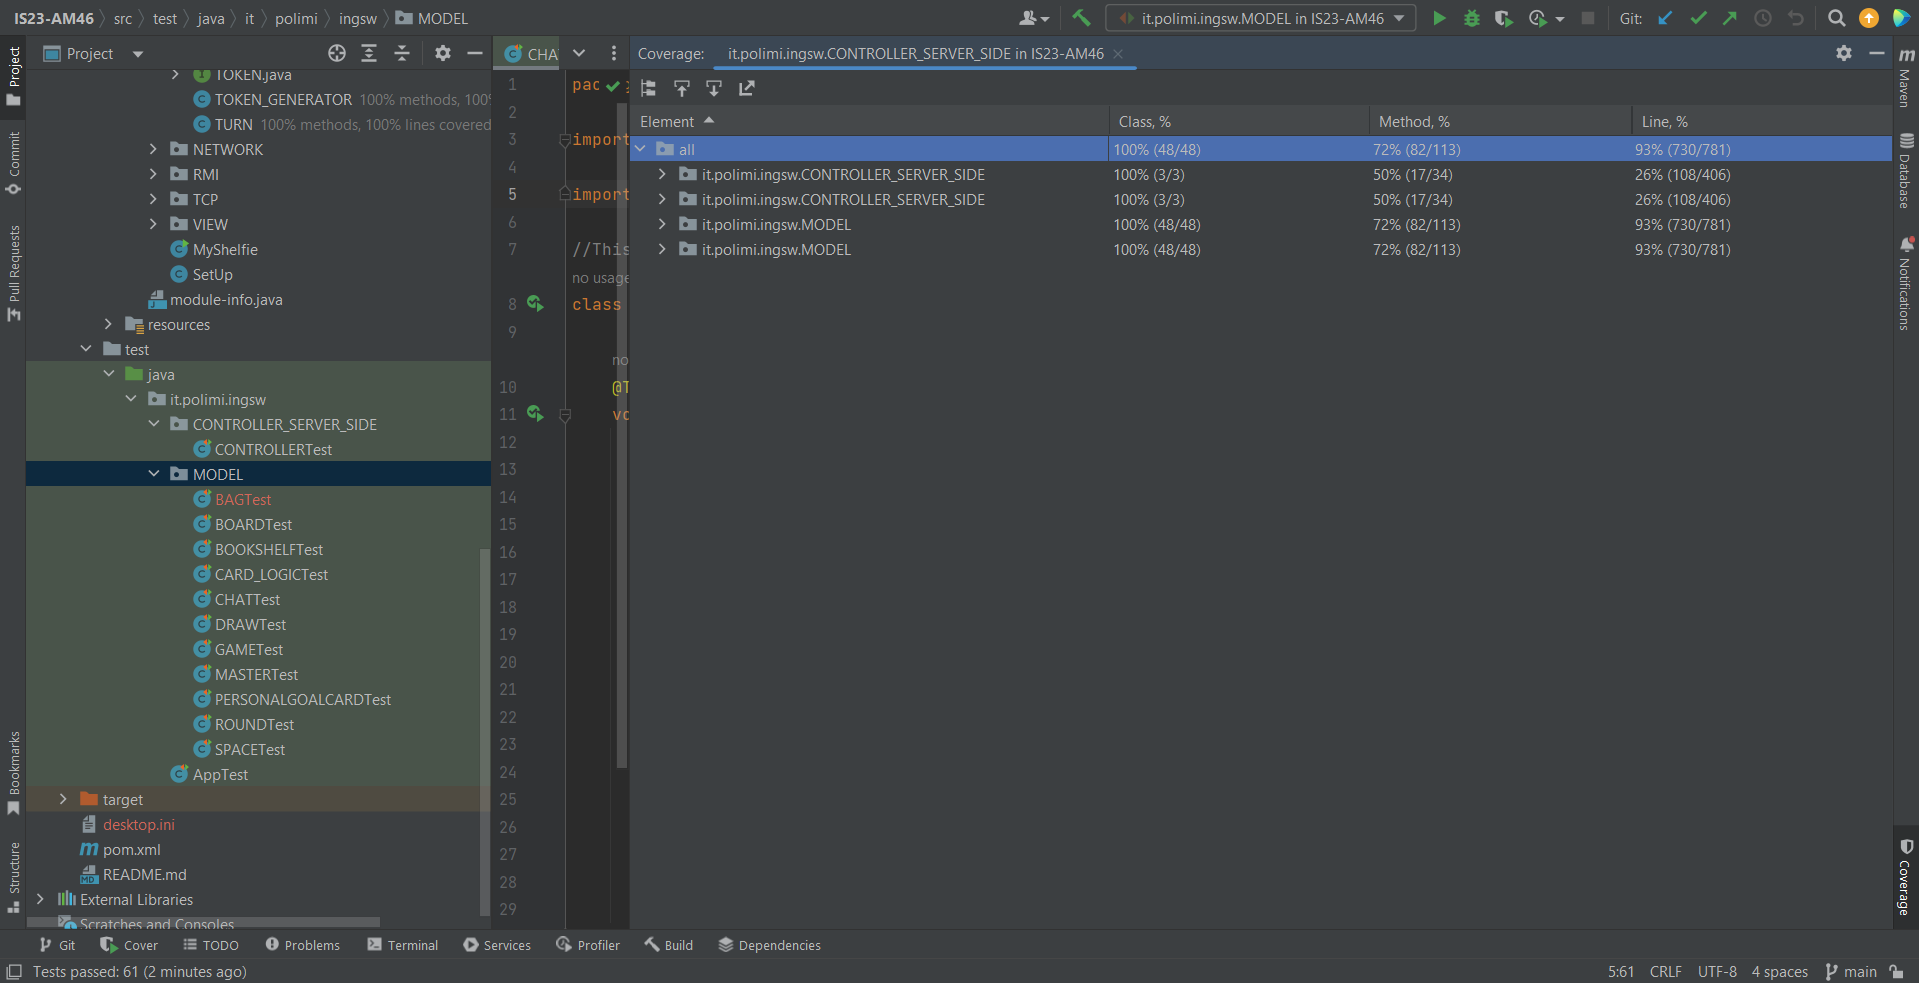 IS23-AM46 src test java it polimi ingsw MODEL
it.polimi.ingsw.MODEL in IS23-AM46
Git:
Project
Commit
Pull Requests
Bookmarks
Structure
Project
TOKEN.java
TOKEN_GENERATOR 100% methods, 100%
TURN 100% methods, 100% lines covered
NETWORK
RMI
TCP
VIEW
MyShelfie
SetUp
module-info.java
resources
test
java
it.polimi.ingsw
CONTROLLER_SERVER_SIDE
CONTROLLERTest
MODEL
BAGTest
BOARDTest
BOOKSHELFTest
CARD_LOGICTest
CHATTest
DRAWTest
GAMETest
MASTERTest
PERSONALGOALCARDTest
ROUNDTest
SPACETest
AppTest
target
desktop.ini
pom.xml
README.md
External Libraries
Scratches and Consoles
CHA
1 pac
2
3 import
4
5 import
6
7 //This
no usage
8 class
9
no
10 @T
11 vo
12
13
14
15
16
17
18
19
20
21
22
23
24
25
26
27
28
29
Coverage: it.polimi.ingsw.CONTROLLER_SERVER_SIDE in IS23-AM46
Element Class, % Method, % Line, %
all 100% (48/48) 72% (82/113) 93% (730/781)
it.polimi.ingsw.CONTROLLER_SERVER_SIDE 100% (3/3) 50% (17/34) 26% (108/406)
it.polimi.ingsw.CONTROLLER_SERVER_SIDE 100% (3/3) 50% (17/34) 26% (108/406)
it.polimi.ingsw.MODEL 100% (48/48) 72% (82/113) 93% (730/781)
it.polimi.ingsw.MODEL 100% (48/48) 72% (82/113) 93% (730/781)
Maven
Database
Notifications
Coverage
Git Cover TODO Problems Terminal Services Profiler Build Dependencies
Tests passed: 61 (2 minutes ago) 5:61 CRLF UTF-8 4 spaces main